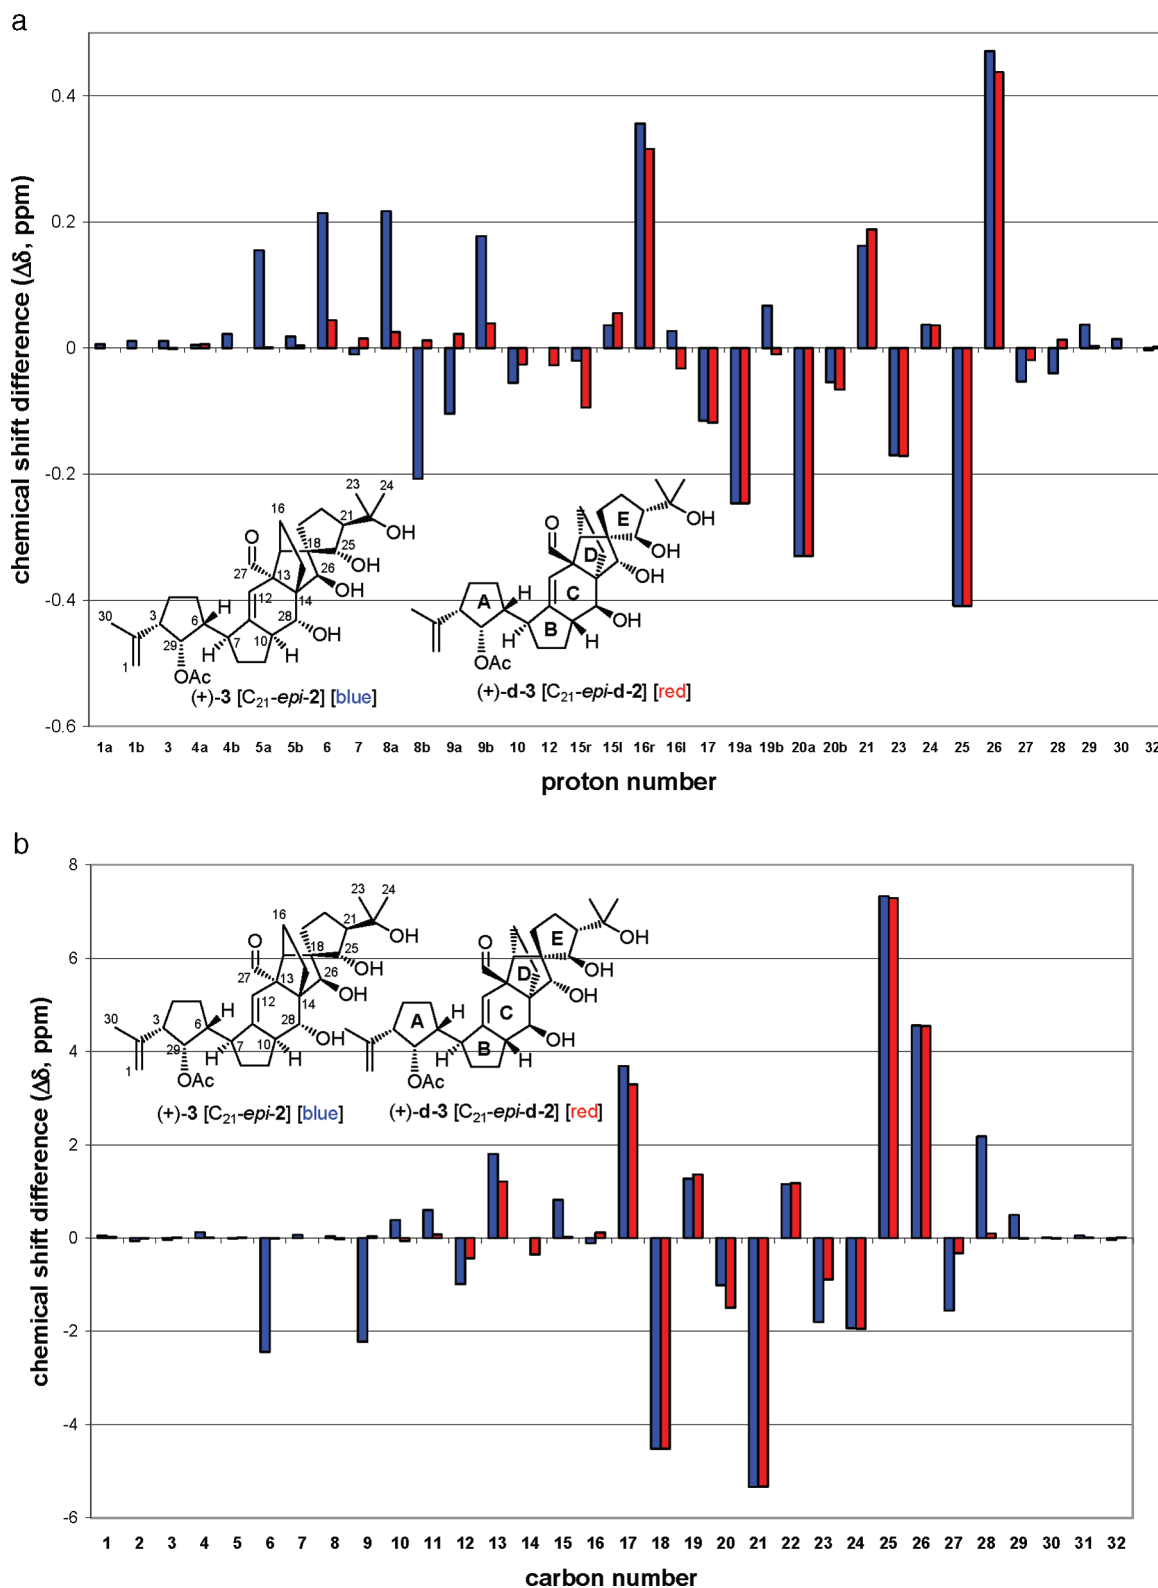 a
chemical shift difference (Δδ, ppm)
0.4
0.2
0
-0.2
-0.4
-0.6
23
24
16
21
OH
O
18
25
OH
27
13
26
OH
12
14
30
3
H
6
28
OH
29
7
10
H
H
1
OAc
(+)-3 [C21-epi-2] [blue]
E
OH
O
D
OH
OH
C
A
H
OH
B
H
H
OAc
(+)-d-3 [C21-epi-d-2] [red]
1a 1b 3 4a 4b 5a 5b 6 7 8a 8b 9a 9b 10 12 15r 15l 16r 16l 17 19a 19b 20a 20b 21 23 24 25 26 27 28 29 30 32
proton number
b
chemical shift difference (Δδ, ppm)
8
6
4
2
0
-2
-4
-6
23
24
16
21
OH
O
18
25
OH
27
13
26
OH
12
14
30
3
H
6
28
OH
29
7
10
H
H
1
OAc
(+)-3 [C21-epi-2] [blue]
E
OH
O
D
OH
OH
C
A
H
OH
B
H
H
OAc
(+)-d-3 [C21-epi-d-2] [red]
1 2 3 4 5 6 7 8 9 10 11 12 13 14 15 16 17 18 19 20 21 22 23 24 25 26 27 28 29 30 31 32
carbon number